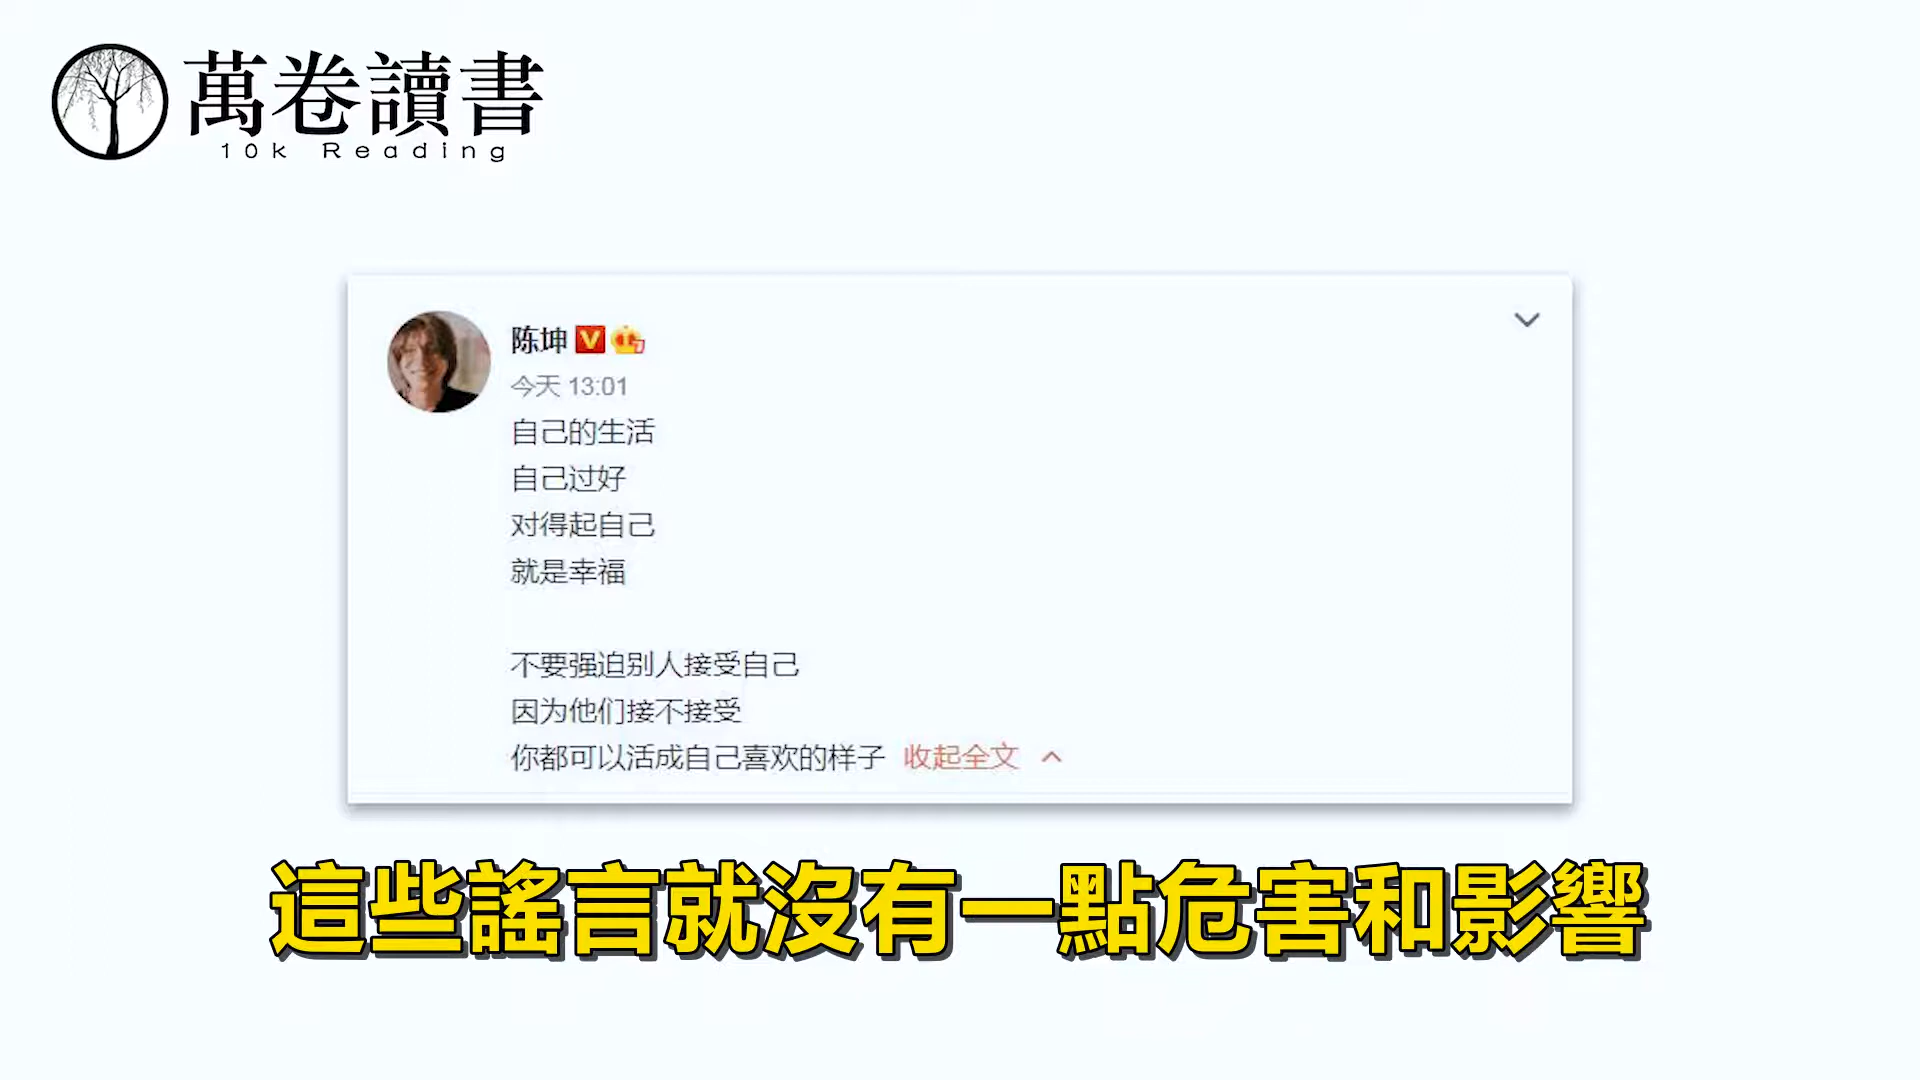 萬卷讀書
10k Reading
陈坤
今天 13:01
自己的生活
自己过好
对得起自己
就是幸福
不要强迫别人接受自己
因为他们接不接受
你都可以活成自己喜欢的样子 收起全文
這些謠言就沒有一點危害和影響